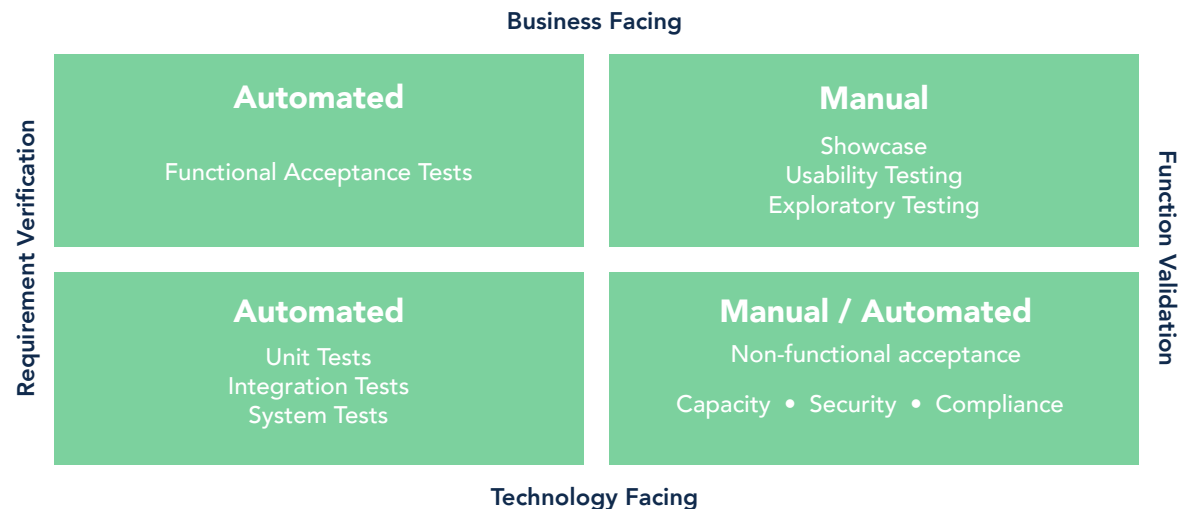 Business Facing
Requirement Verification
Automated
Functional Acceptance Tests
Manual
Showcase
Usability Testing
Exploratory Testing
Function Validation
Automated
Unit Tests
Integration Tests
System Tests
Manual / Automated
Non-functional acceptance
Capacity • Security • Compliance
Technology Facing